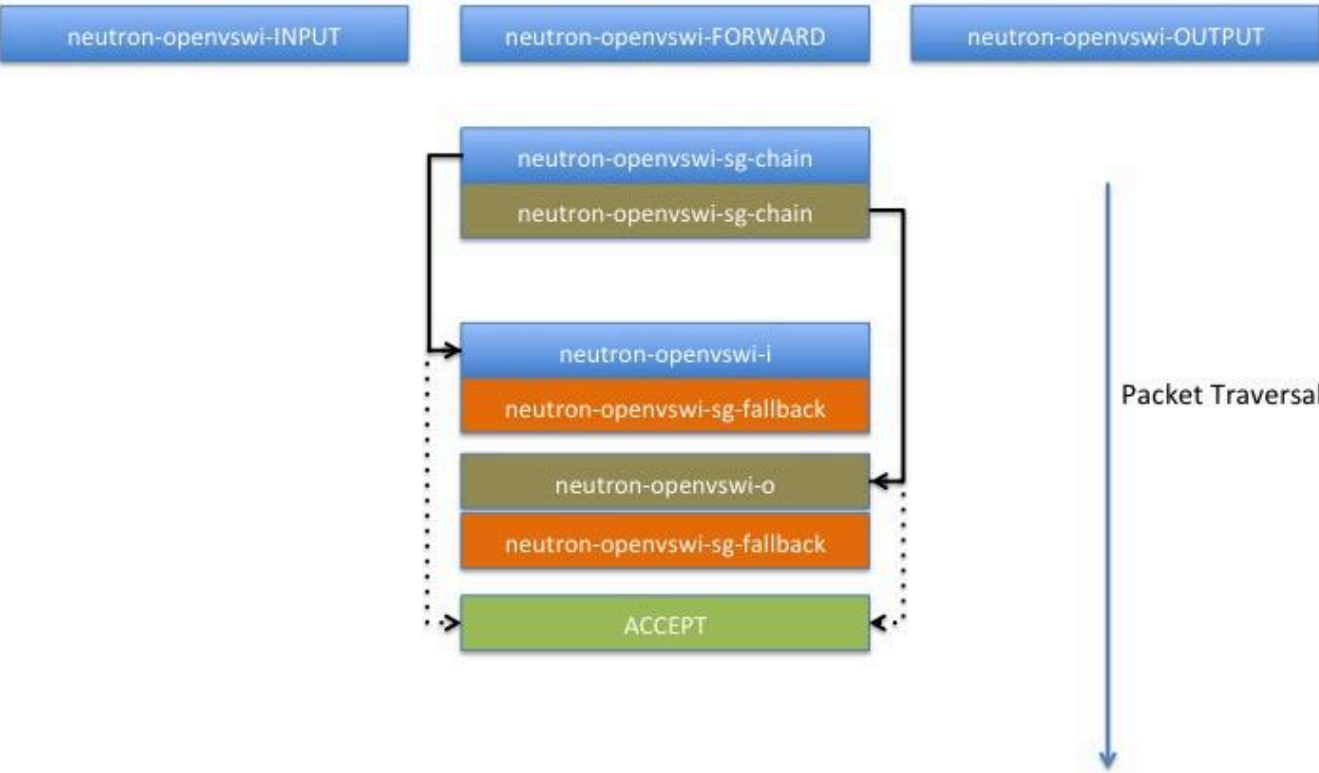 neutron-openvswi-INPUT
neutron-openvswi-FORWARD
neutron-openvswi-OUTPUT
neutron-openvswi-sg-chain
neutron-openvswi-sg-chain
neutron-openvswi-i
neutron-openvswi-sg-fallback
Packet Traversal
neutron-openvswi-o
neutron-openvswi-sg-fallback
ACCEPT